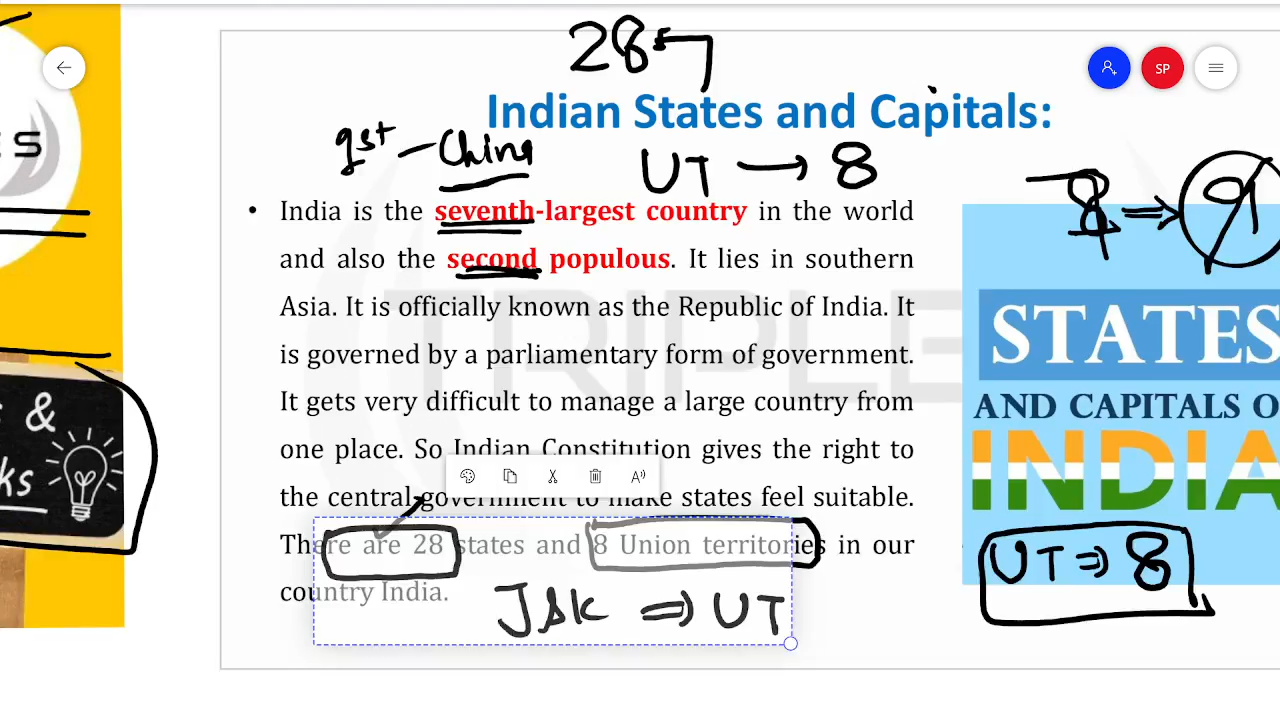 28
Indian States and Capitals:
1st - China
UT → 8
8 ⇒ 9
• India is the seventh-largest country in the world
and also the second populous. It lies in southern
Asia. It is officially known as the Republic of India. It
is governed by a parliamentary form of government.
It gets very difficult to manage a large country from
one place. So Indian Constitution gives the right to
the central government to make states feel suitable.
There are 28 states and 8 Union territories in our
country India.
J&K ⇒ UT
SP
STATES
AND CAPITALS O
INDIA
UT ⇒ 8
ES
&
ks
TRIPLE